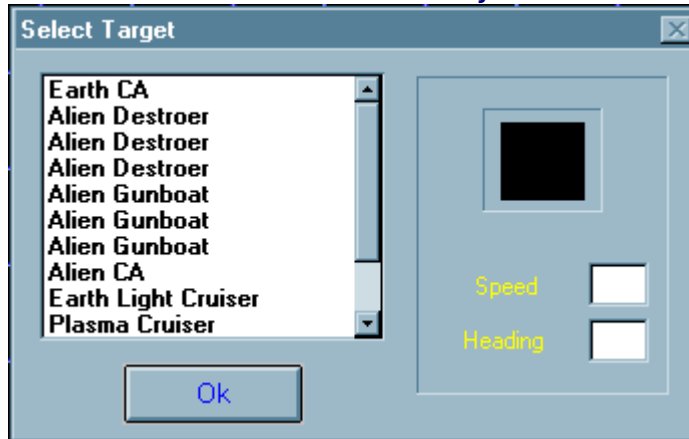 Select Target
Earth CA
Alien Destroer
Alien Destroer
Alien Destroer
Alien Gunboat
Alien Gunboat
Alien Gunboat
Alien CA
Earth Light Cruiser
Plasma Cruiser
Speed
Heading
Ok